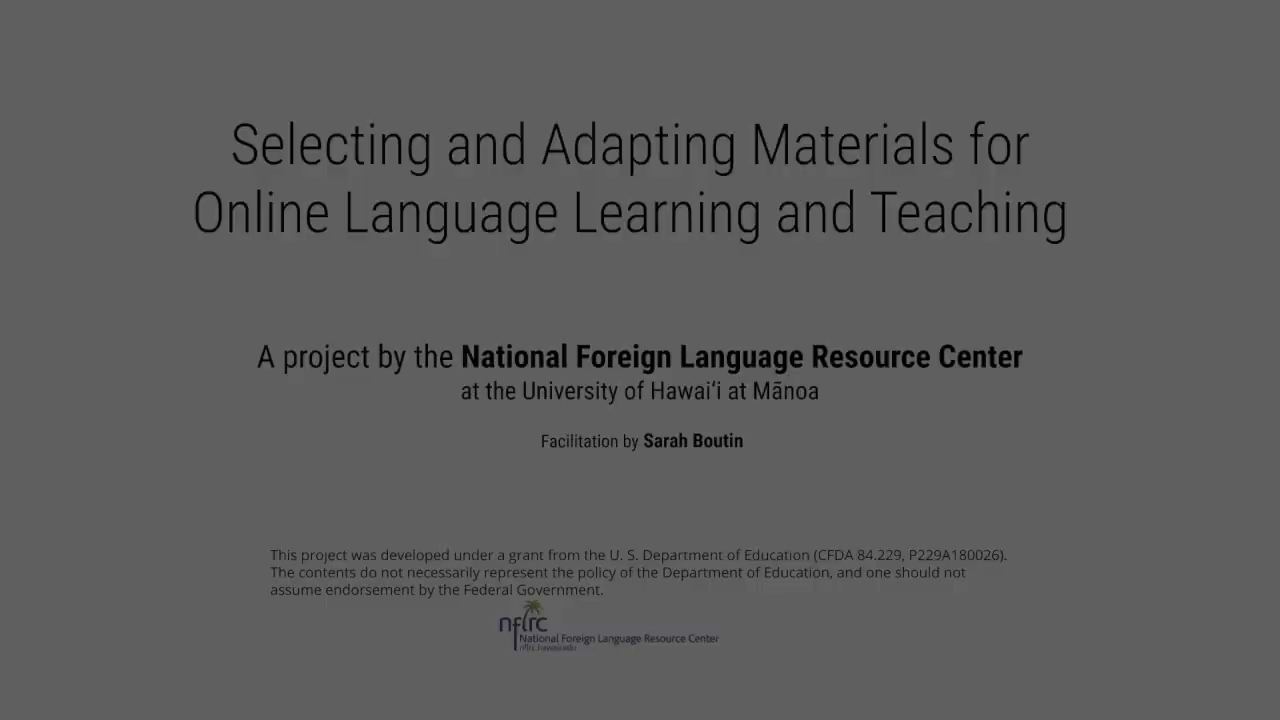 Selecting and Adapting Materials for
Online Language Learning and Teaching
A project by the National Foreign Language Resource Center
at the University of Hawaiʻi at Mānoa
Facilitation by Sarah Boutin
This project was developed under a grant from the U. S. Department of Education (CFDA 84.229, P229A180026).
The contents do not necessarily represent the policy of the Department of Education, and one should not
assume endorsement by the Federal Government.
nflrc
National Foreign Language Resource Center
nflrc.hawaii.edu